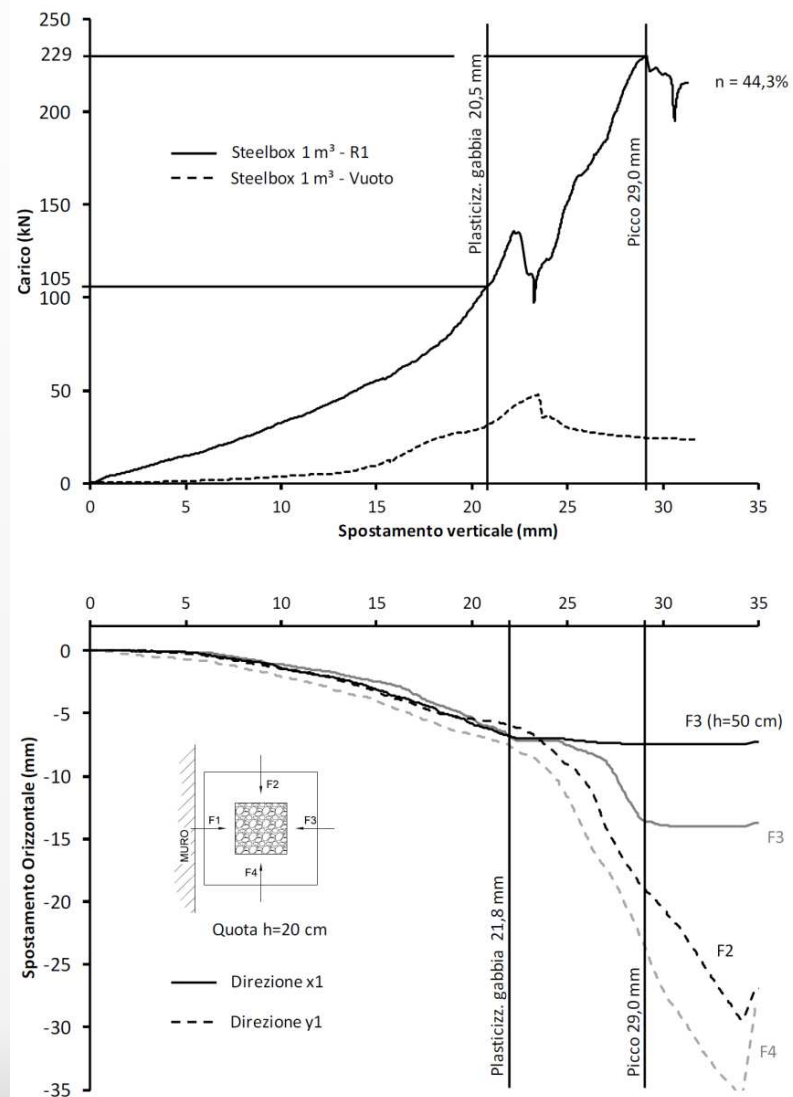 250
229
200
150
105
100
50
0
Carico (kN)
Steelbox 1 m³ - R1
Steelbox 1 m³ - Vuoto
Plasticizz. gabbia 20,5 mm
Picco 29,0 mm
n = 44,3%
0 5 10 15 20 25 30 35
Spostamento verticale (mm)
0 5 10 15 20 25 30 35
0
-5
-10
-15
-20
-25
-30
-35
Spostamento Orizzontale (mm)
MURO
F2
F1
F3
F4
Quota h=20 cm
Direzione x1
Direzione y1
Plasticizz. gabbia 21,8 mm
Picco 29,0 mm
F3 (h=50 cm)
F3
F2
F4